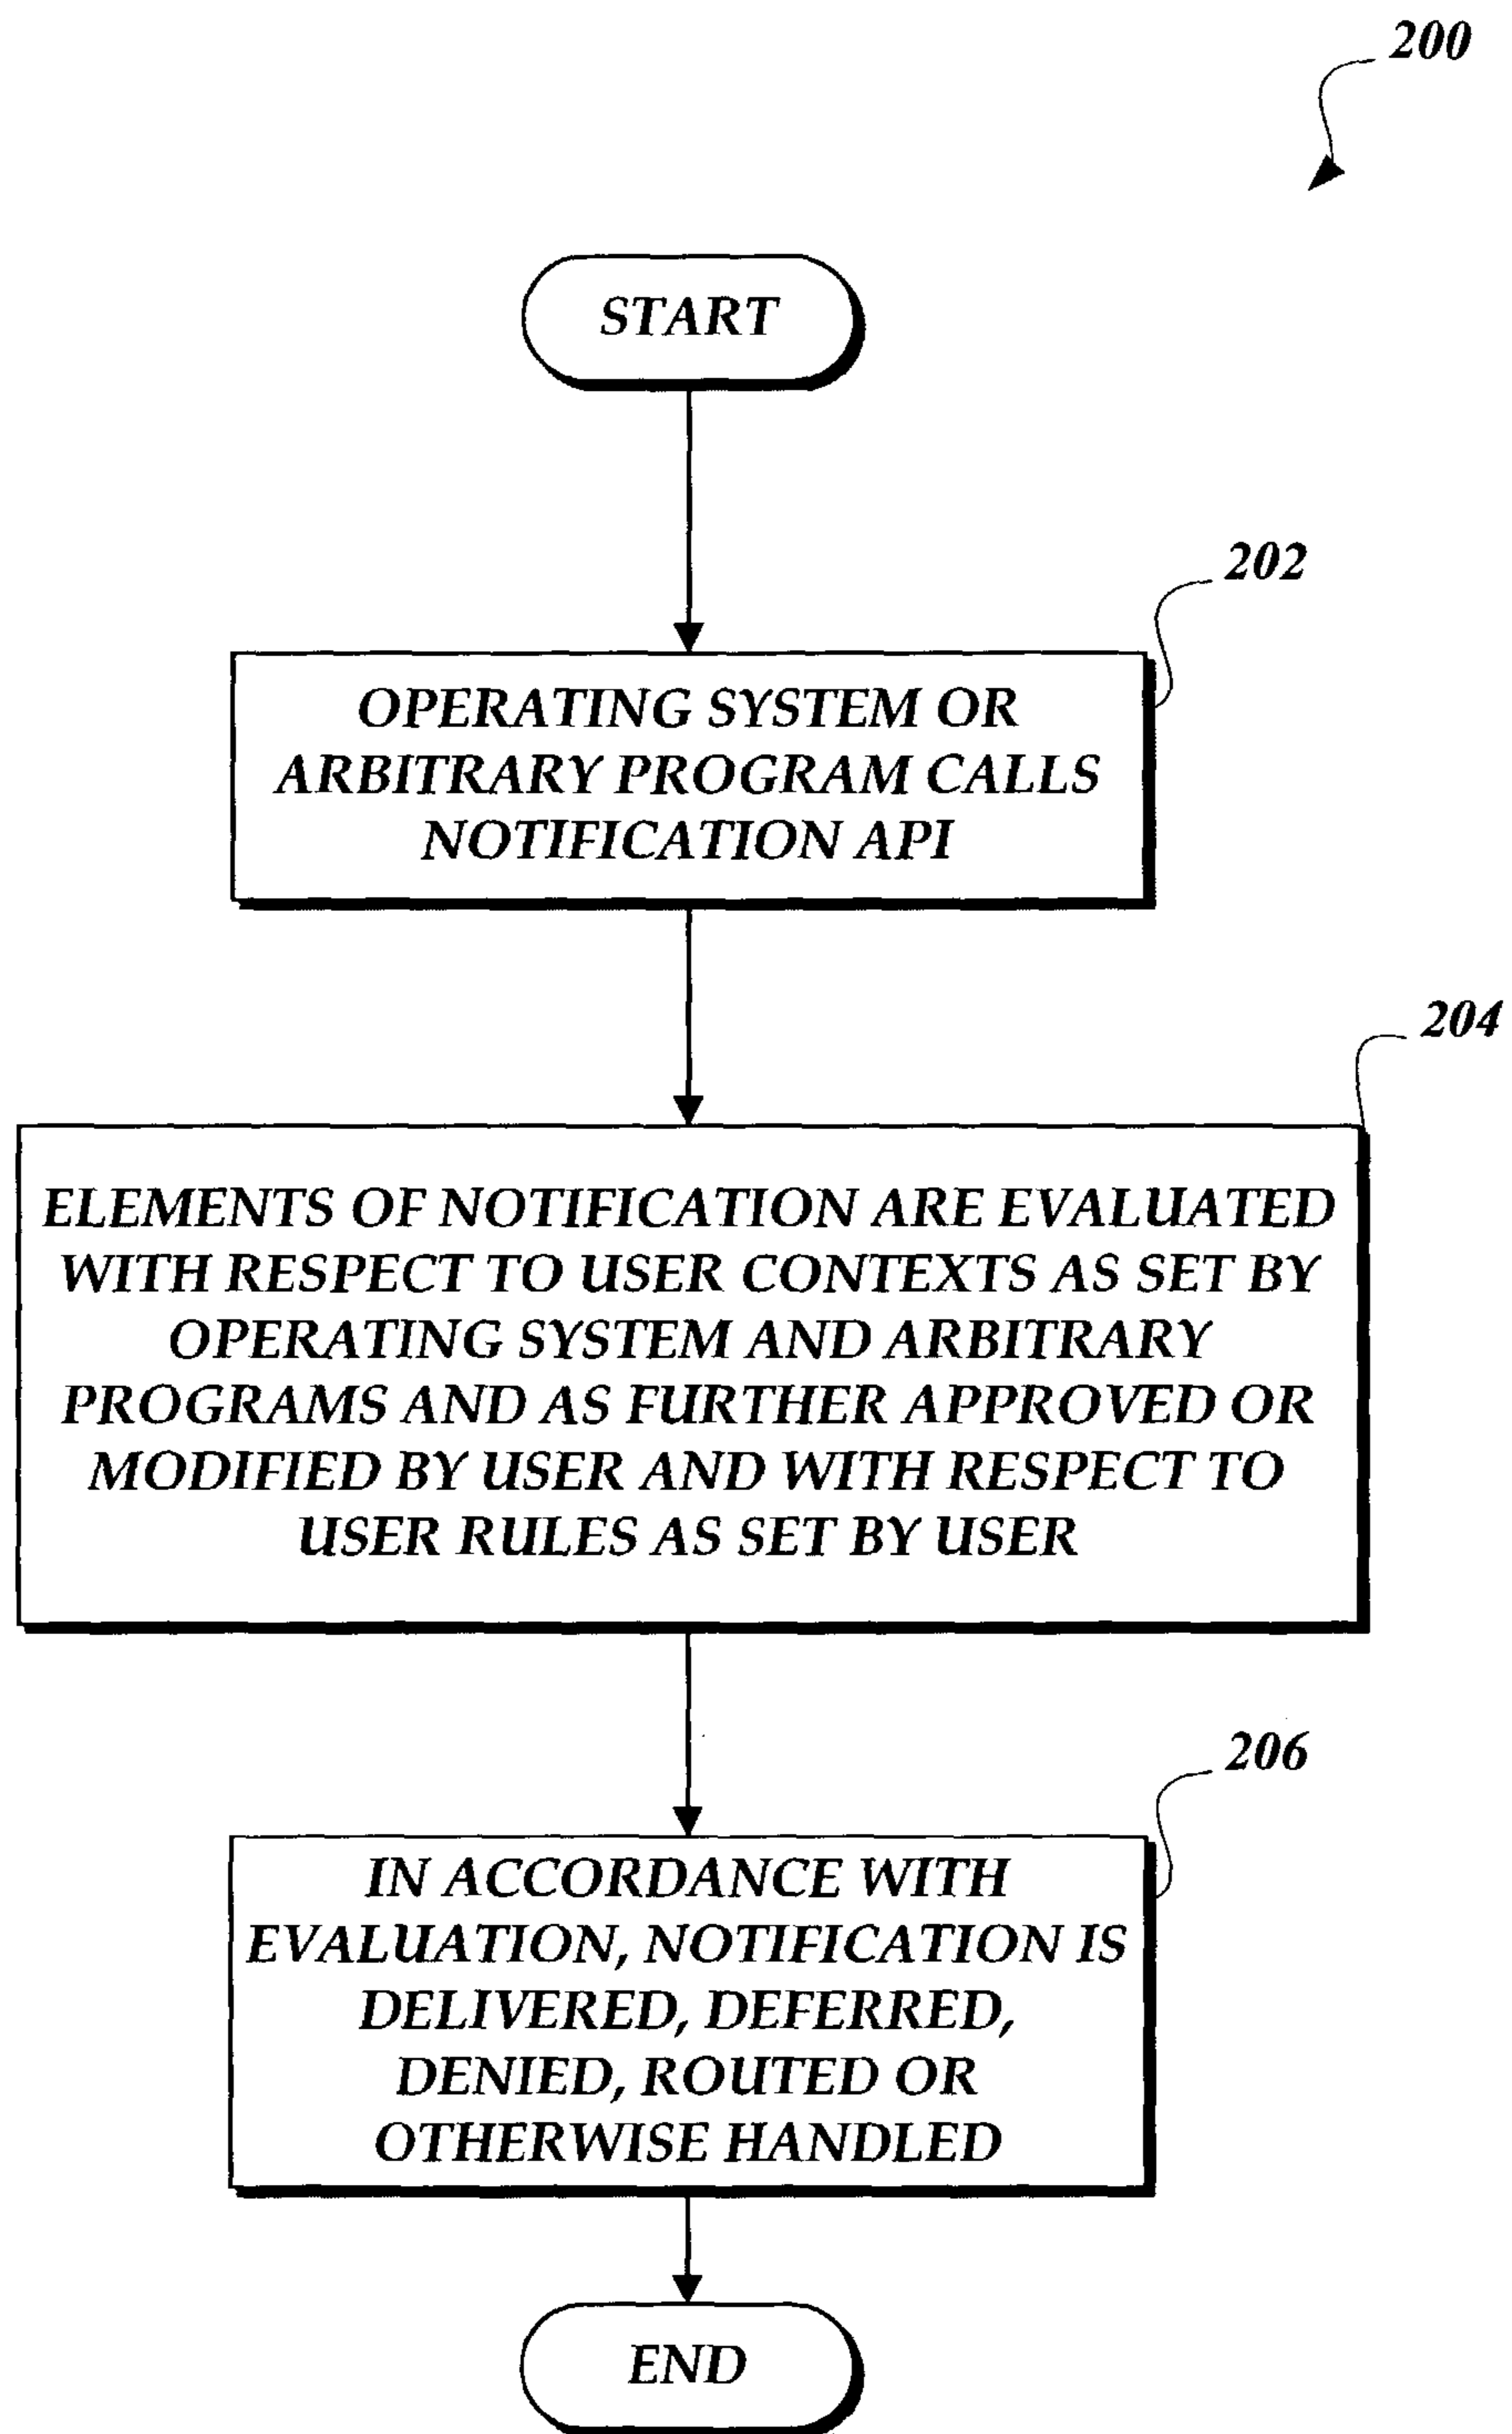 200
START
202
OPERATING SYSTEM OR
ARBITRARY PROGRAM CALLS
NOTIFICATION API
204
ELEMENTS OF NOTIFICATION ARE EVALUATED
WITH RESPECT TO USER CONTEXTS AS SET BY
OPERATING SYSTEM AND ARBITRARY
PROGRAMS AND AS FURTHER APPROVED OR
MODIFIED BY USER AND WITH RESPECT TO
USER RULES AS SET BY USER
206
IN ACCORDANCE WITH
EVALUATION, NOTIFICATION IS
DELIVERED, DEFERRED,
DENIED, ROUTED OR
OTHERWISE HANDLED
END